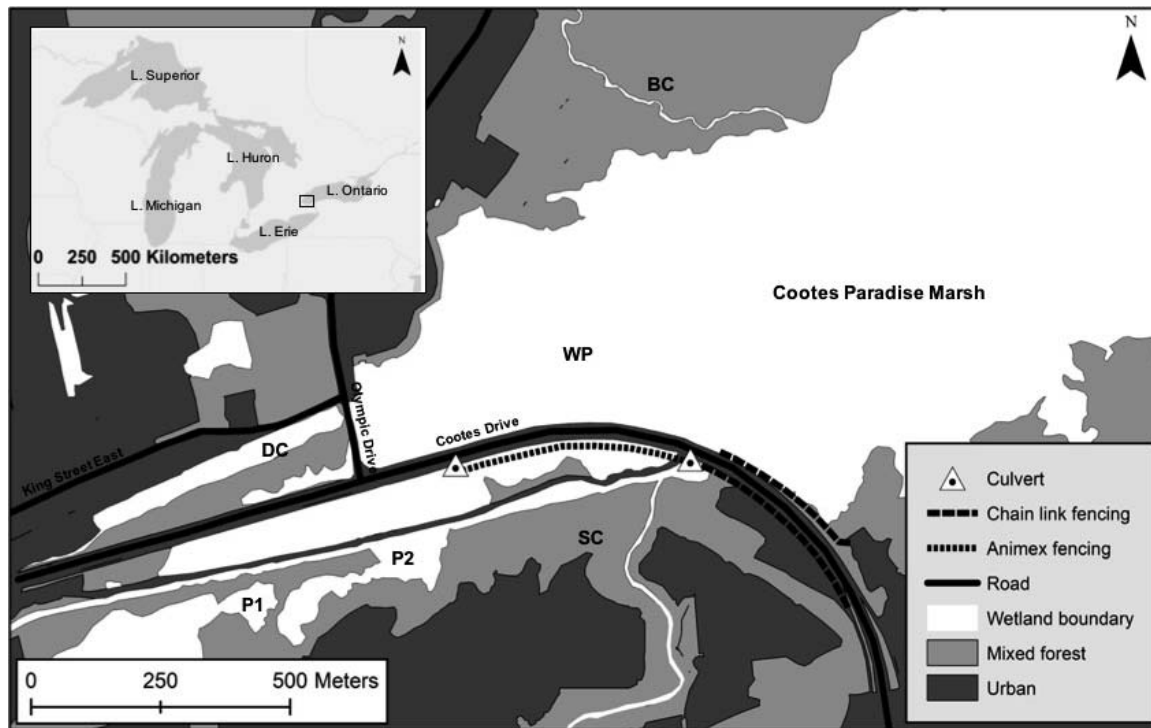 N
L. Superior
L. Huron
L. Ontario
L. Michigan
L. Erie
0 250 500 Kilometers
N
BC
Cootes Paradise Marsh
WP
Olympic Drive
Cootes Drive
King Street East
DC
SC
P2
P1
Culvert
Chain link fencing
Animex fencing
Road
Wetland boundary
Mixed forest
Urban
0 250 500 Meters